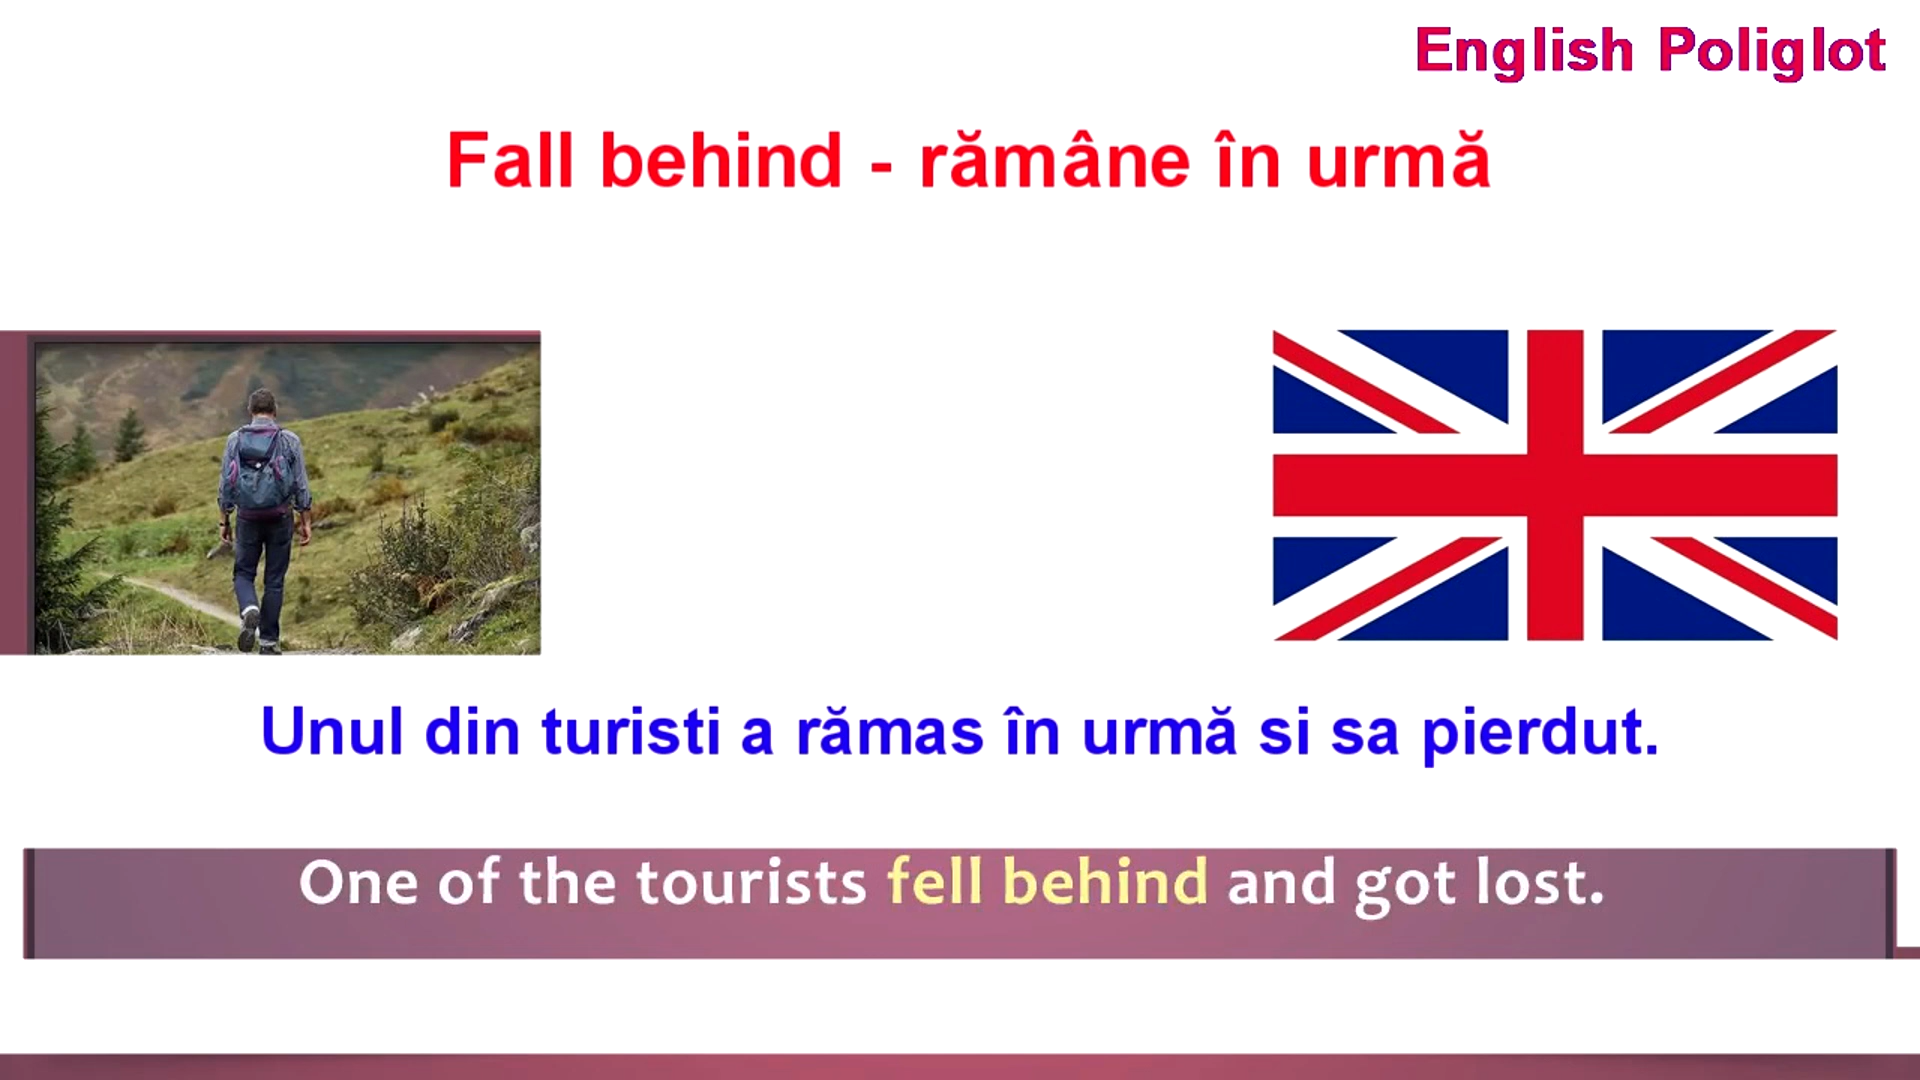 English Poliglot
Fall behind - rămâne în urmă
Unul din turisti a rămas în urmă si sa pierdut.
One of the tourists fell behind and got lost.